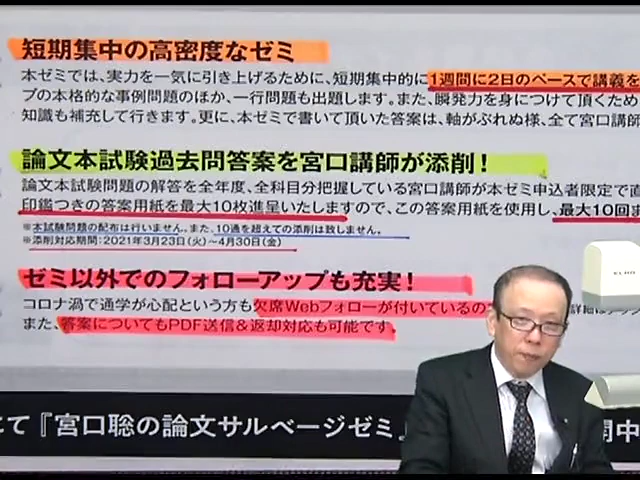 短期集中の高密度なゼミ
本ゼミでは、実力を一気に引き上げるために、短期集中的に1週間に2日のペースで講義を
ブの本格的な事例問題のほか、一行問題も出題します。また、瞬発力を身につけて頂くため
知識も補充して行きます。更に、本ゼミで書いて頂いた答案は、軸がぶれぬ様、全て宮口講師
論文本試験過去問答案を宮口講師が添削!
論文本試験問題の解答を全年度、全科目分把握している宮口講師が本ゼミ申込者限定で直
印鑑つきの答案用紙を最大10枚進呈いたしますので、この答案用紙を使用し、最大10回ま
※本試験問題の配布は行いません。また、10通を超えての添削は致しません。
※添削対応期間:2021年3月23日(火)~4月30日(金)
ゼミ以外でのフォローアップも充実!
コロナ渦で通学が心配という方も欠席Webフォローが付いているの
また、答案についてもPDF送信&返却対応も可能です。
にて『宮口聡の論文サルベージゼミ』
開中
ELMO